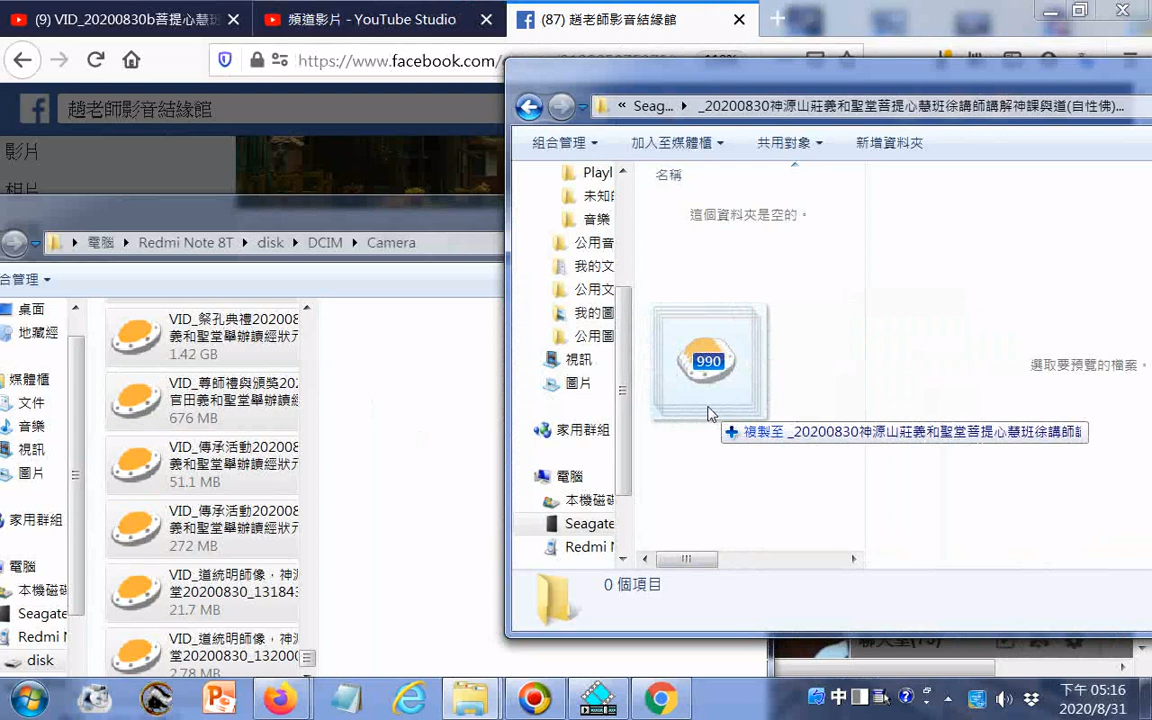 (9) VID_20200830b菩提心慧班
頻道影片 - YouTube Studio
(87) 趙老師影音結緣館
https://www.facebook.com/
趙老師影音結緣館
影片
相片
« Seag... ▸ _20200830神源山莊義和聖堂菩提心慧班徐講師講解神課與道(自性佛)...
組合管理 加入至媒體櫃 共用對象 新增資料夾
Playl
未知
音樂
公用音
我的文
公用文
我的圖
公用圖
視訊
圖片
家用群組
電腦
本機磁碟
Seagate
Redmi N
名稱
這個資料夾是空的。
990
複製至 _20200830神源山莊義和聖堂菩提心慧班徐講師
選取要預覽的檔案。
0 個項目
電腦 ▸ Redmi Note 8T ▸ disk ▸ DCIM ▸ Camera
合管理
桌面
地藏經
媒體櫃
文件
音樂
視訊
圖片
家用群組
電腦
本機磁碟
Seagate
Redmi N
disk
VID_祭孔典禮202008
義和聖堂舉辦讀經狀元
1.42 GB
VID_尊師禮與頒獎202
官田義和聖堂舉辦讀經
676 MB
VID_傳承活動202008
義和聖堂舉辦讀經狀元
51.1 MB
VID_傳承活動202008
義和聖堂舉辦讀經狀元
272 MB
VID_道統明師像，神源
堂20200830_131843
21.7 MB
VID_道統明師像，神源
堂20200830_132000
2.78 MB
中
下午 05:16
2020/8/31